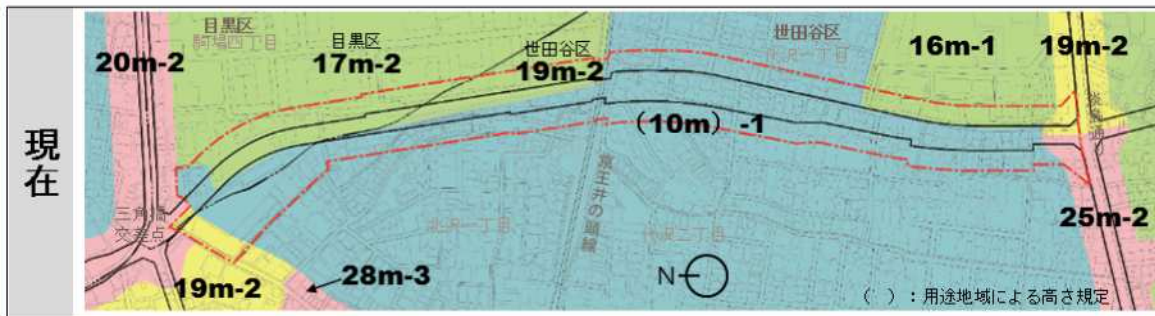 現在
目黒区
駒場四丁目
20m-2
目黒区
17m-2
世田谷区
19m-2
世田谷区
16m-1
19m-2
淡島通
(10m) -1
京王井の頭線
三角橋
交差点
25m-2
19m-2
28m-3
N
( ) : 用途地域による高さ規定